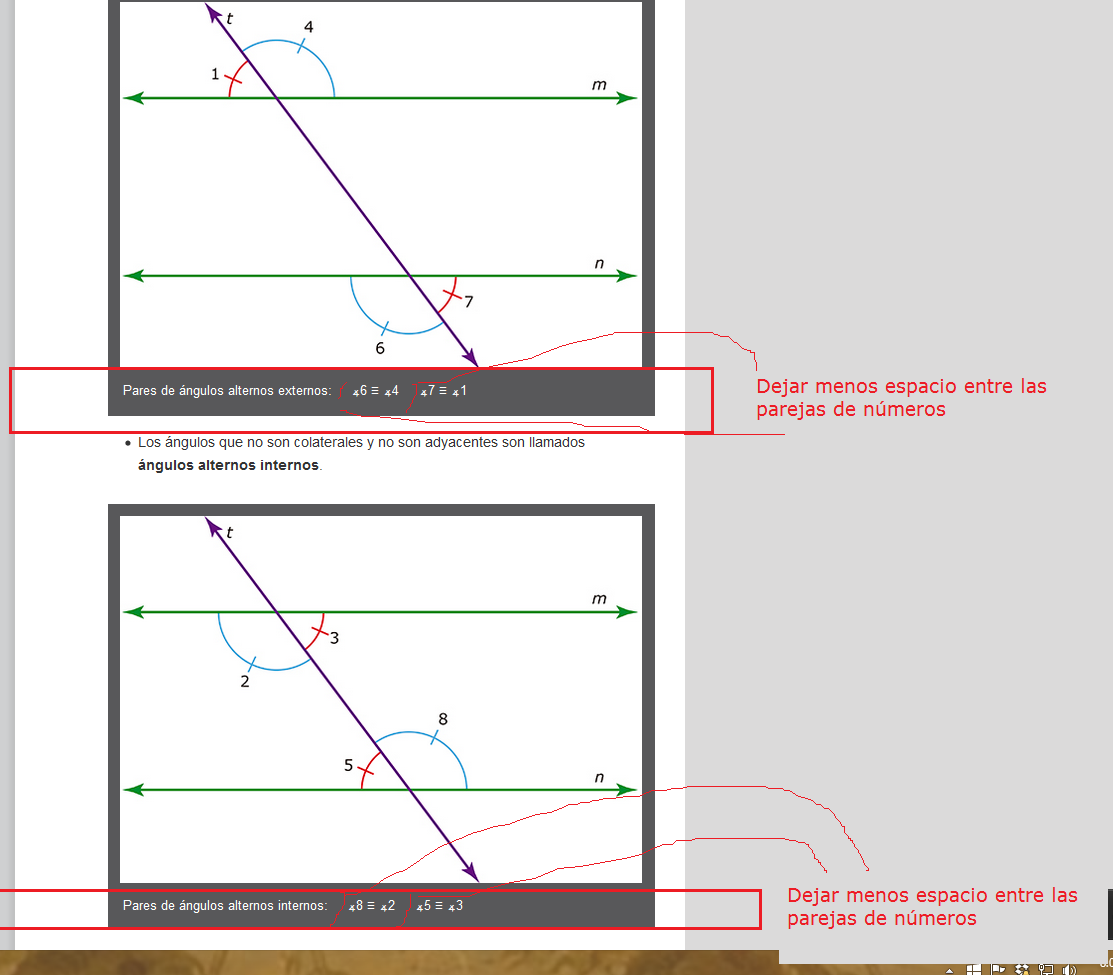 t
4
1
m
n
7
6
Pares de ángulos alternos externos: ∡6 ≡ ∡4 ∡7 ≡ ∡1
Dejar menos espacio entre las
parejas de números
• Los ángulos que no son colaterales y no son adyacentes son llamados
ángulos alternos internos.
t
m
3
2
8
5
n
Pares de ángulos alternos internos: ∡8 ≡ ∡2 ∡5 ≡ ∡3
Dejar menos espacio entre las
parejas de números